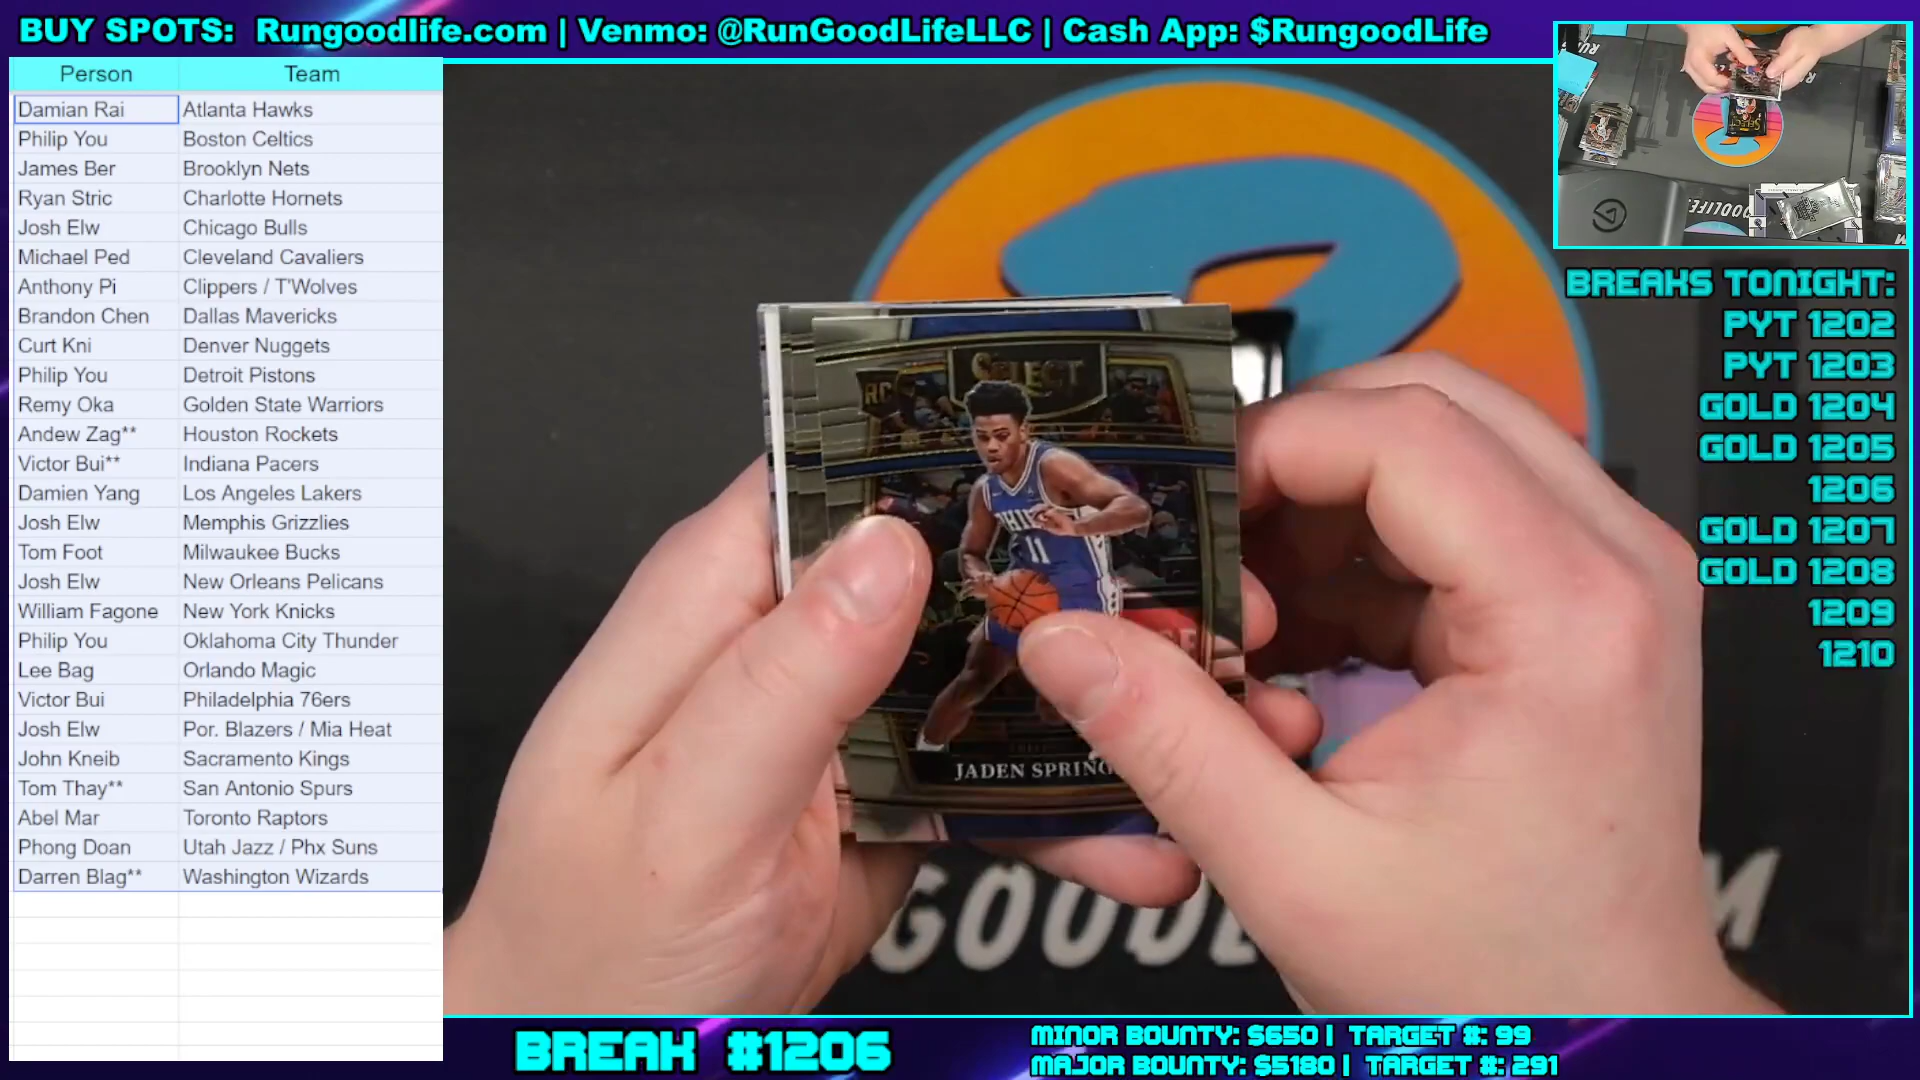 BUY SPOTS: Rungoodlife.com | Venmo: @RunGoodLifeLLC | Cash App: $RungoodLife
Person Team
Damian Rai Atlanta Hawks
Philip You Boston Celtics
James Ber Brooklyn Nets
Ryan Stric Charlotte Hornets
Josh Elw Chicago Bulls
Michael Ped Cleveland Cavaliers
Anthony Pi Clippers / T'Wolves
Brandon Chen Dallas Mavericks
Curt Kni Denver Nuggets
Philip You Detroit Pistons
Remy Oka Golden State Warriors
Andew Zag** Houston Rockets
Victor Bui** Indiana Pacers
Damien Yang Los Angeles Lakers
Josh Elw Memphis Grizzlies
Tom Foot Milwaukee Bucks
Josh Elw New Orleans Pelicans
William Fagone New York Knicks
Philip You Oklahoma City Thunder
Lee Bag Orlando Magic
Victor Bui Philadelphia 76ers
Josh Elw Por. Blazers / Mia Heat
John Kneib Sacramento Kings
Tom Thay** San Antonio Spurs
Abel Mar Toronto Raptors
Phong Doan Utah Jazz / Phx Suns
Darren Blag** Washington Wizards
SELECT
RC
PHIL
11
JADEN SPRING
GOODL
M
SELECT
GOODLIFE
BREAKS TONIGHT:
PYT 1202
PYT 1203
GOLD 1204
GOLD 1205
1206
GOLD 1207
GOLD 1208
1209
1210
BREAK #1206
MINOR BOUNTY: $650 | TARGET #: 99
MAJOR BOUNTY: $5180 | TARGET #: 291